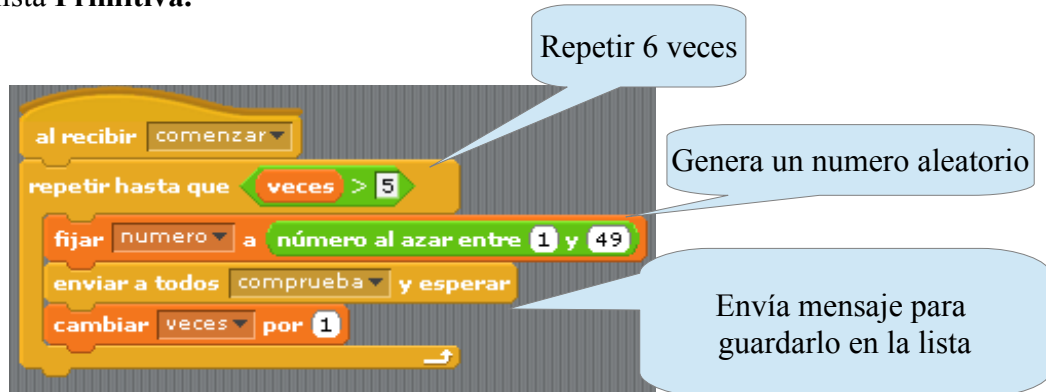 lista Primitiva.
Repetir 6 veces
al recibir comenzar
repetir hasta que veces > 5
Genera un numero aleatorio
fijar numero a número al azar entre 1 y 49
enviar a todos comprueba y esperar
cambiar veces por 1
Envía mensaje para
guardarlo en la lista